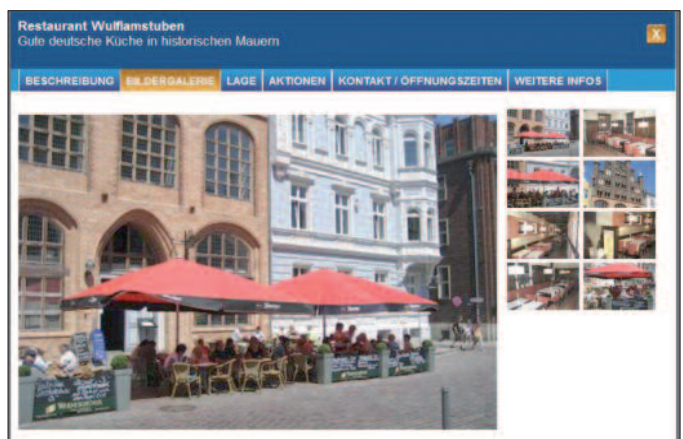 Restaurant Wulflamstuben
Gute deutsche Küche in historischen Mauern
X
BESCHREIBUNG BILDERGALERIE LAGE AKTIONEN KONTAKT / ÖFFNUNGSZEITEN WEITERE INFOS